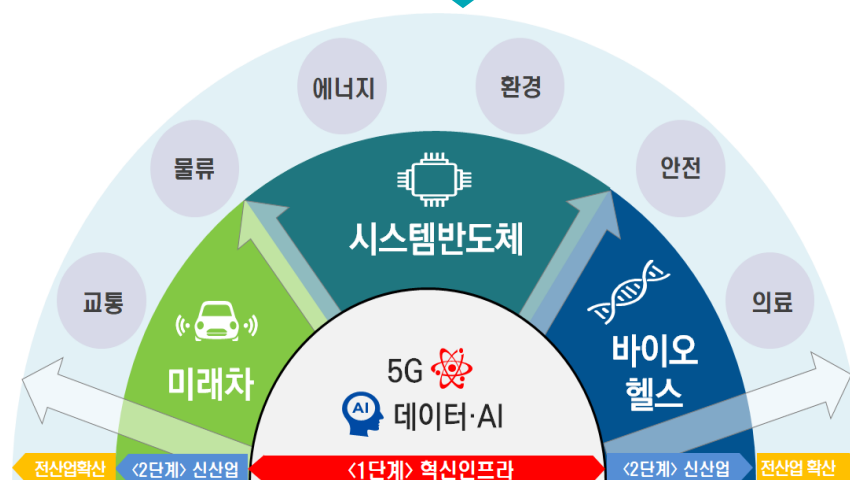 에너지
환경
물류
안전
시스템반도체
교통
의료
미래차
바이오
헬스
5G
AI
데이터·AI
전산업확산
<2단계> 신산업
<1단계> 혁신인프라
<2단계> 신산업
전산업 확산